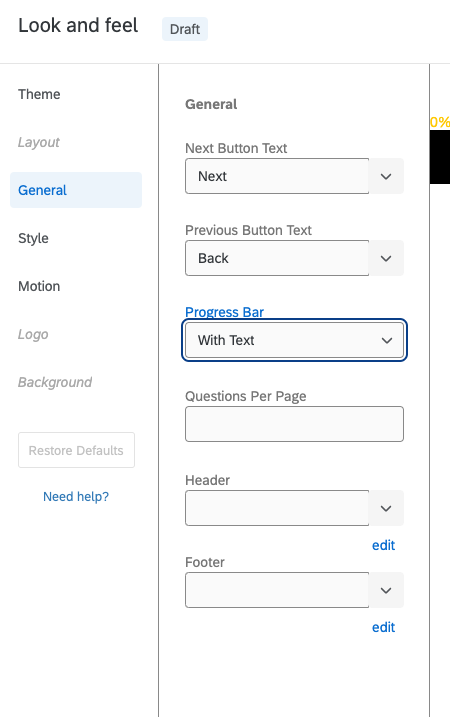 Look and feel
Draft
Theme
Layout
General
Style
Motion
Logo
Background
Restore Defaults
Need help?
General
Next Button Text
Next
Previous Button Text
Back
Progress Bar
With Text
Questions Per Page
Header
edit
Footer
edit
0%